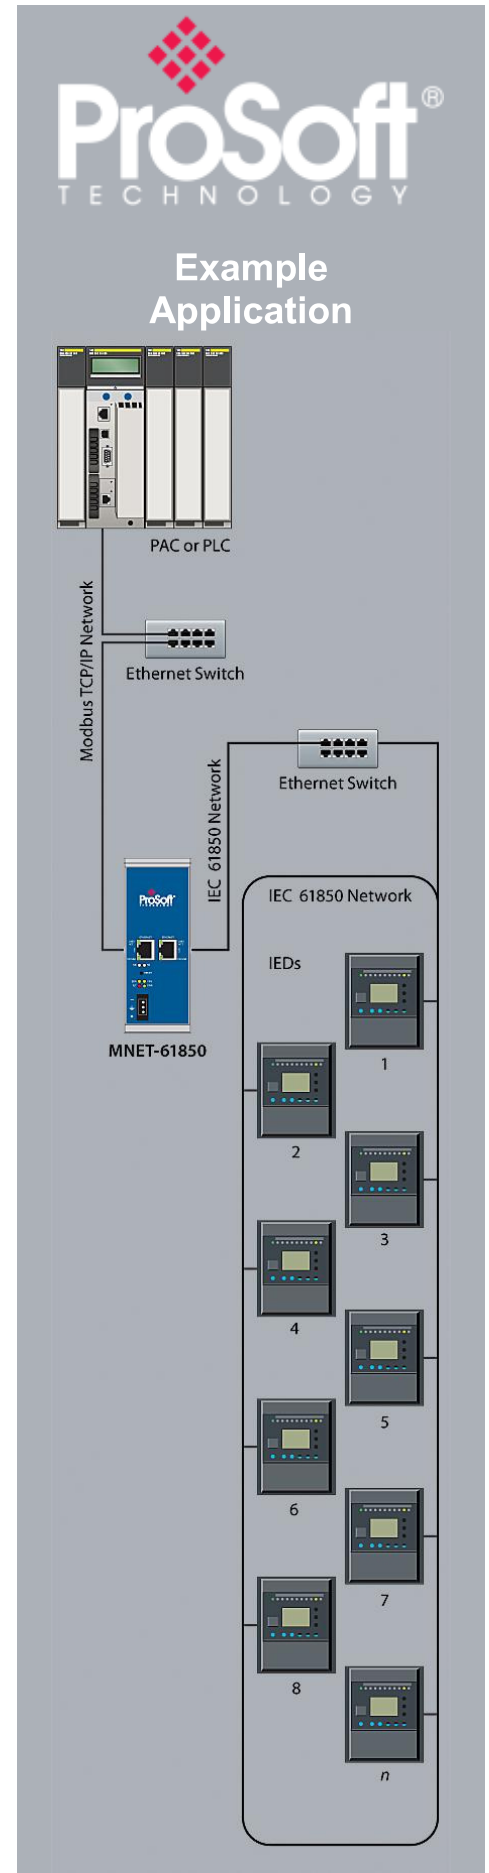 ProSoft®
TECHNOLOGY
Example
Application
PAC or PLC
Modbus TCP/IP Network
Ethernet Switch
Ethernet Switch
IEC 61850 Network
IEC 61850 Network
ProSoft
IEDs
MNET-61850
1
2
3
4
5
6
7
8
n